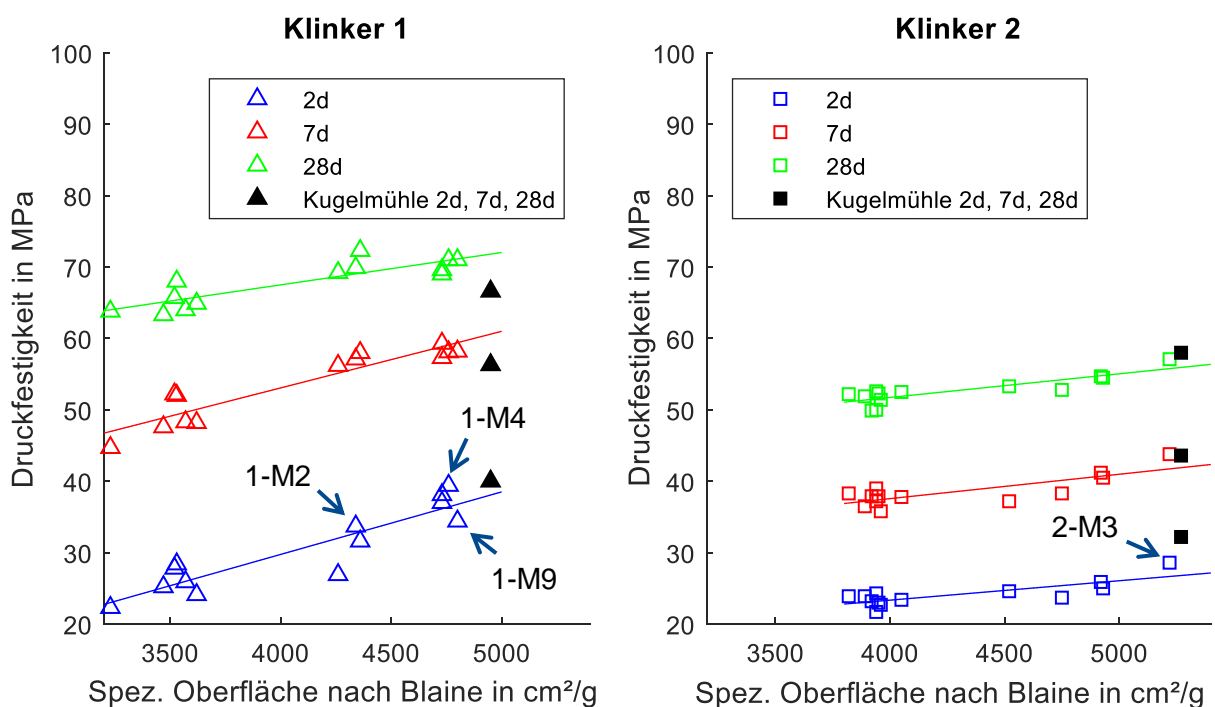 Klinker 1
100
90
80
70
60
50
40
30
20
Druckfestigkeit in MPa
2d
7d
28d
Kugelmühle 2d, 7d, 28d
1-M4
1-M2
1-M9
3500 4000 4500 5000
Spez. Oberfläche nach Blaine in cm²/g
Klinker 2
100
90
80
70
60
50
40
30
20
Druckfestigkeit in MPa
2d
7d
28d
Kugelmühle 2d, 7d, 28d
2-M3
3500 4000 4500 5000
Spez. Oberfläche nach Blaine in cm²/g